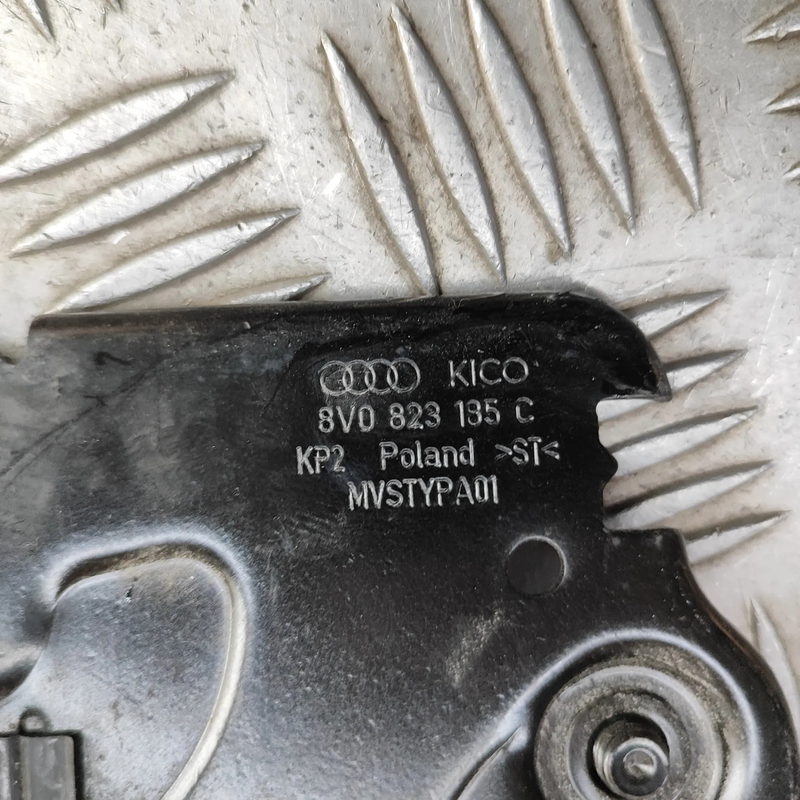 KICO
8V0 823 185 C
KP2 Poland >ST<
MVSTYPA01